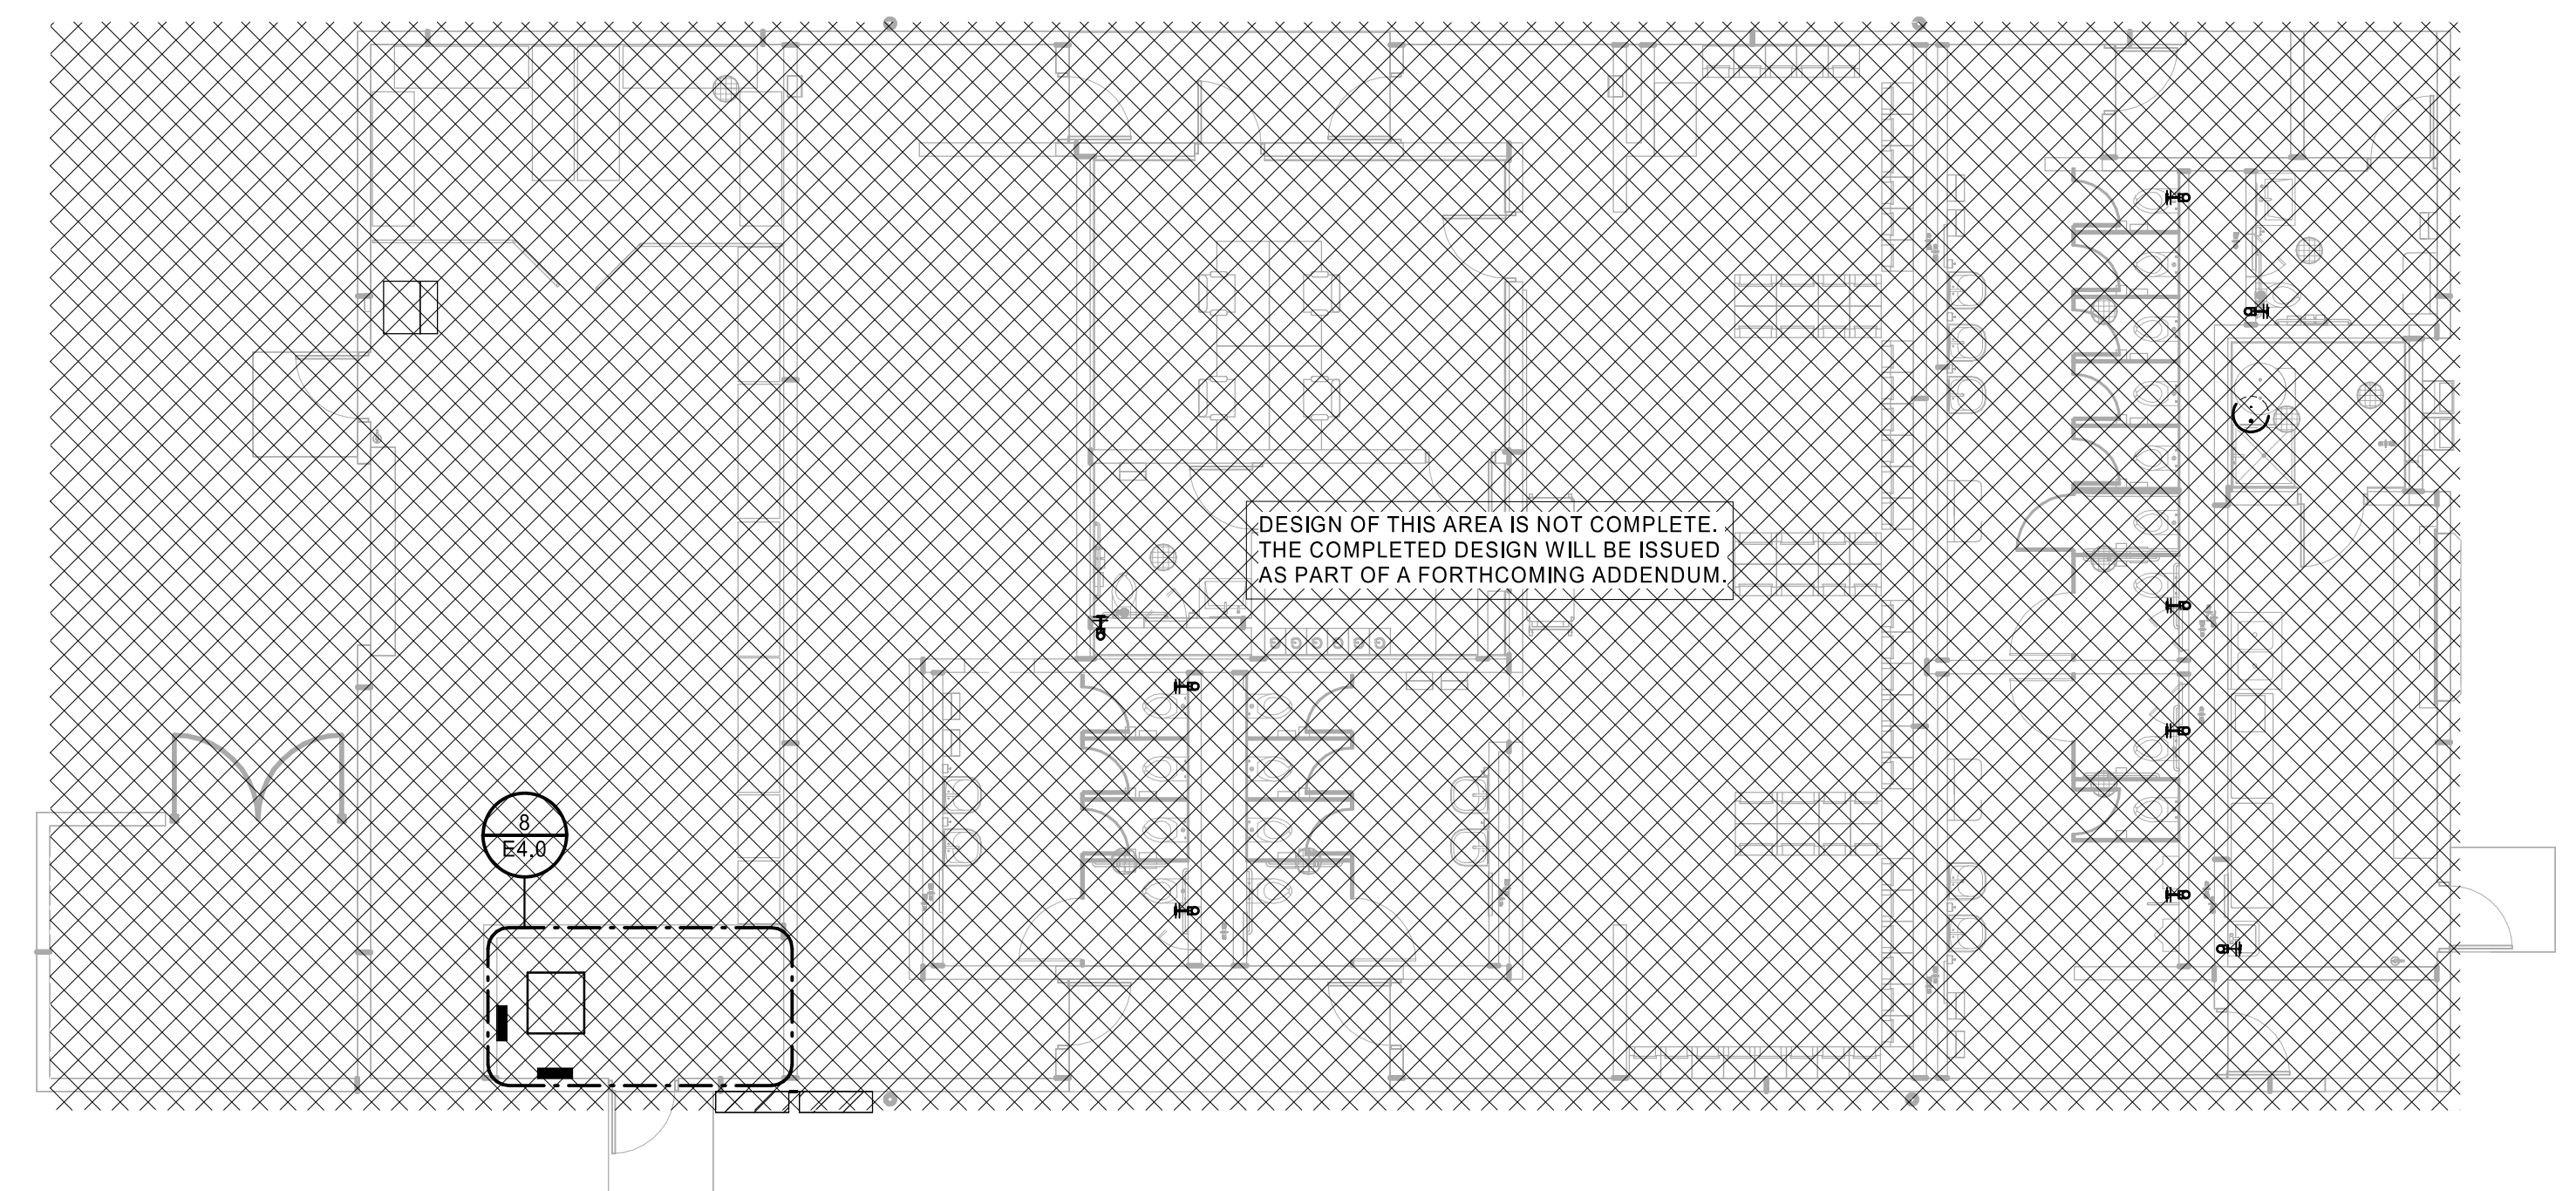 DESIGN OF THIS AREA IS NOT COMPLETE.
THE COMPLETED DESIGN WILL BE ISSUED
AS PART OF A FORTHCOMING ADDENDUM.
8
E4.0